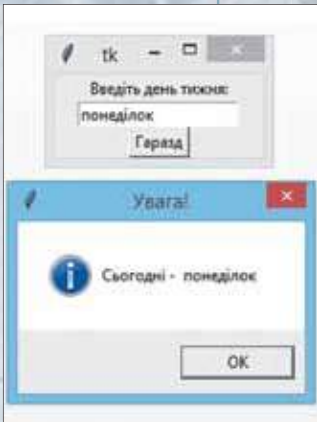 tk
Введіть день тижня:
понеділок
Гаразд
Увага!
Сьогодні - понеділок
OK